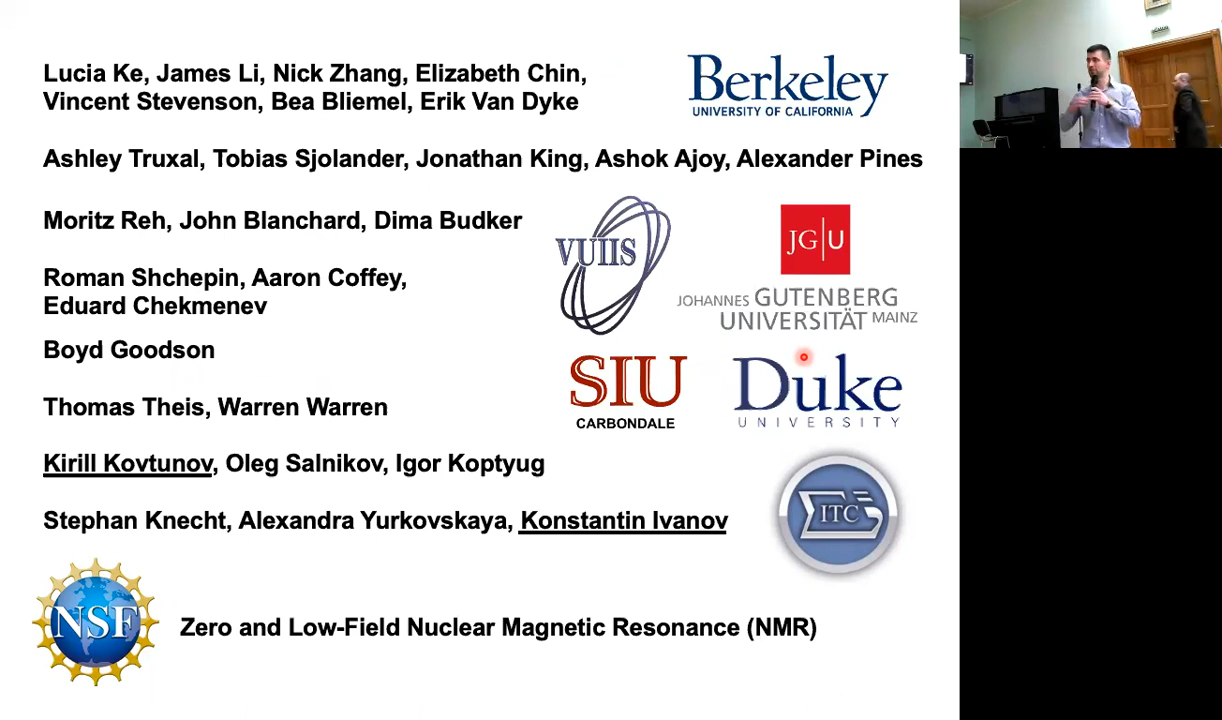 Lucia Ke, James Li, Nick Zhang, Elizabeth Chin,
Vincent Stevenson, Bea Bliemel, Erik Van Dyke
Berkeley
UNIVERSITY OF CALIFORNIA
Ashley Truxal, Tobias Sjolander, Jonathan King, Ashok Ajoy, Alexander Pines
Moritz Reh, John Blanchard, Dima Budker
VUIIS
JG|U
JOHANNES GUTENBERG
UNIVERSITÄT MAINZ
Roman Shchepin, Aaron Coffey,
Eduard Chekmenev
Boyd Goodson
SIU
CARBONDALE
Duke
UNIVERSITY
Thomas Theis, Warren Warren
Kirill Kovtunov, Oleg Salnikov, Igor Koptyug
Stephan Knecht, Alexandra Yurkovskaya, Konstantin Ivanov
ITC
NSF
Zero and Low-Field Nuclear Magnetic Resonance (NMR)